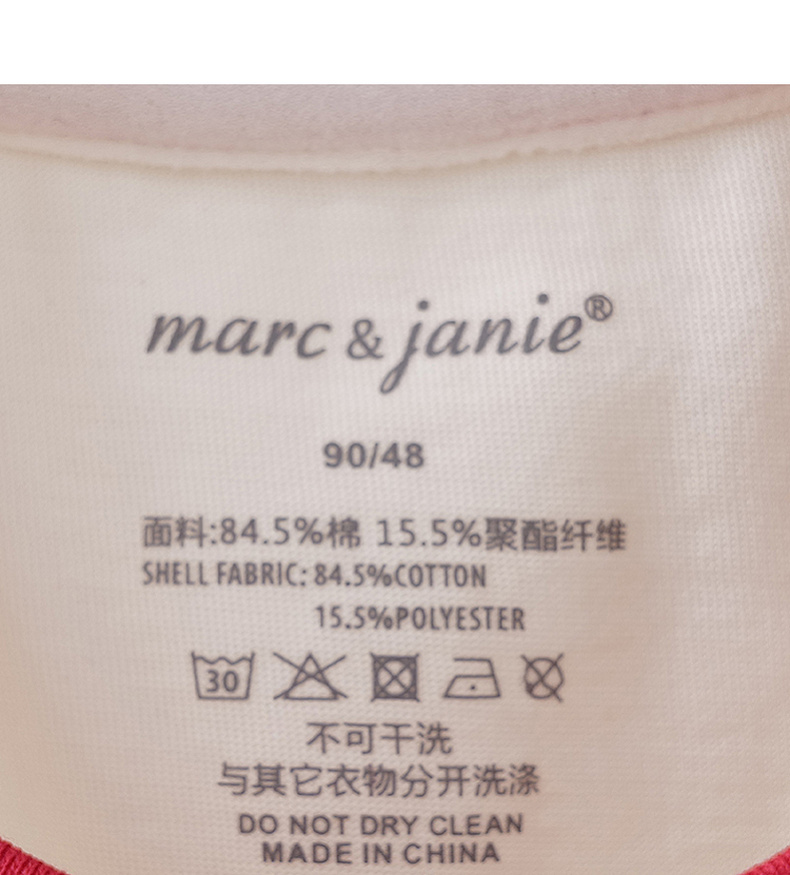 marc & janie®
90/48
面料:84.5%棉 15.5%聚酯纤维
SHELL FABRIC: 84.5%COTTON
15.5%POLYESTER
30
不可干洗
与其它衣物分开洗涤
DO NOT DRY CLEAN
MADE IN CHINA